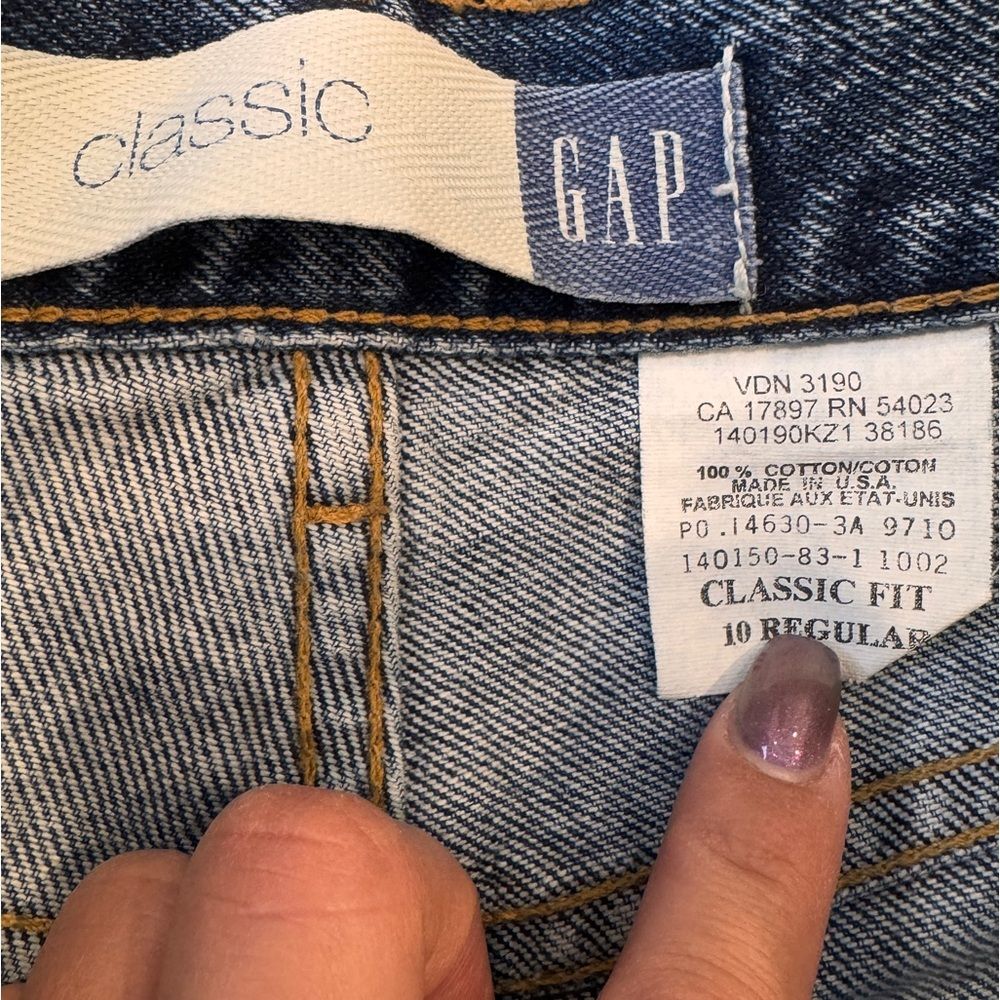 classic
GAP
VDN 3190
CA 17897 RN 54023
140190KZ1 38186
100 % COTTON/COTON
MADE IN U.S.A.
FABRIQUE AUX ETAT-UNIS
PO.14630-3A 9710
140150-83-1 1002
CLASSIC FIT
10 REGULAR